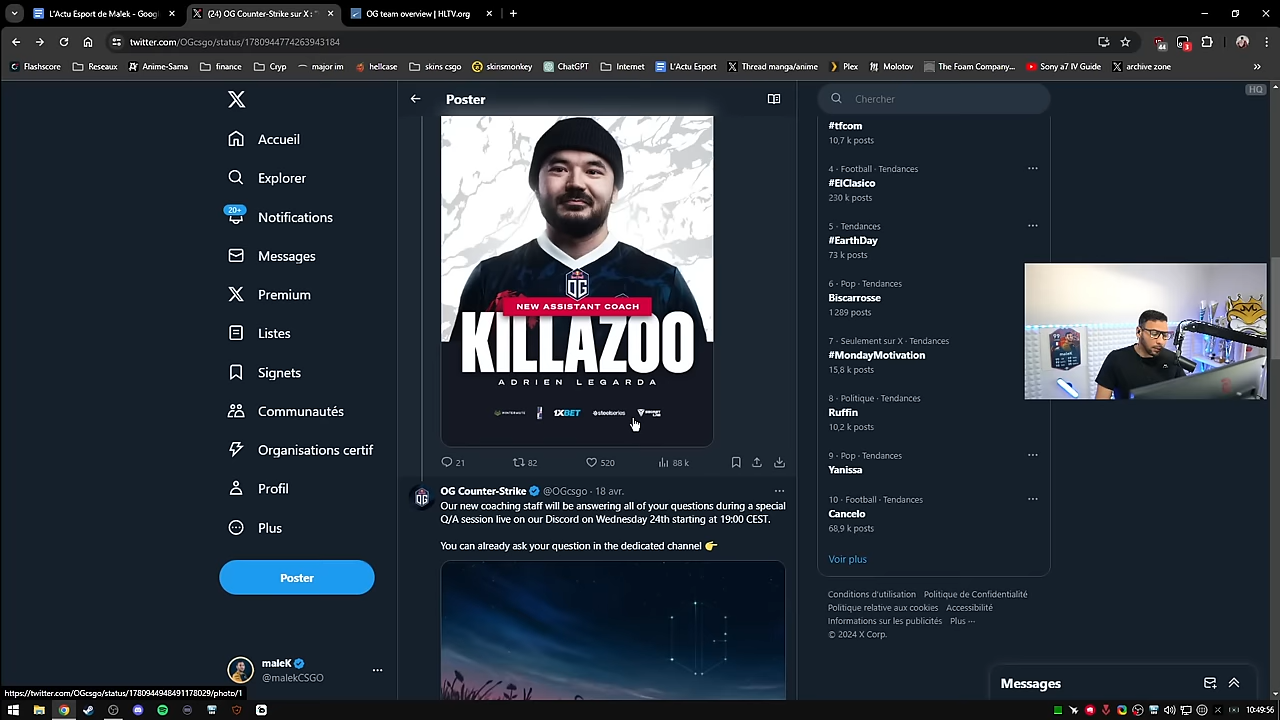 L'Actu Esport de Malek - Goog
(24) OG Counter-Strike sur X : "
OG team overview | HLTV.org
twitter.com/OGcsgo/status/1780944774263943184
Flashscore
Reseaux
Anime-Sama
finance
Cryp
major im
hellcase
skins csgo
skinsmonkey
ChatGPT
Internet
L'Actu Esport
Thread manga/anime
Plex
Molotov
The Foam Company...
Sony a7 IV Guide
archive zone
HQ
Accueil
Explorer
20+
Notifications
Messages
Premium
Listes
Signets
Communautés
Organisations certif
Profil
Plus
Poster
maleK
@malekCSGO
Poster
OG
NEW ASSISTANT COACH
KILLAZOO
ADRIEN LEGARDA
WINTERMUTE
1XBET
steelseries
SECRET LAB
21
82
520
88 k
OG Counter-Strike @OGcsgo · 18 avr.
Our new coaching staff will be answering all of your questions during a special
Q/A session live on our Discord on Wednesday 24th starting at 19:00 CEST.
You can already ask your question in the dedicated channel 👉
Chercher
#tfcom
10,7 k posts
4 · Football · Tendances
#ElClasico
230 k posts
5 · Tendances
#EarthDay
73 k posts
6 · Pop · Tendances
Biscarrosse
1 289 posts
7 · Seulement sur X · Tendances
#MondayMotivation
15,8 k posts
8 · Politique · Tendances
Ruffin
10,2 k posts
9 · Pop · Tendances
Yanissa
10 · Football · Tendances
Cancelo
68,9 k posts
Voir plus
Conditions d'utilisation Politique de Confidentialité
Politique relative aux cookies Accessibilité
Informations sur les publicités Plus ···
© 2024 X Corp.
Messages
https://twitter.com/OGcsgo/status/1780944948491178029/photo/1
10:49:56